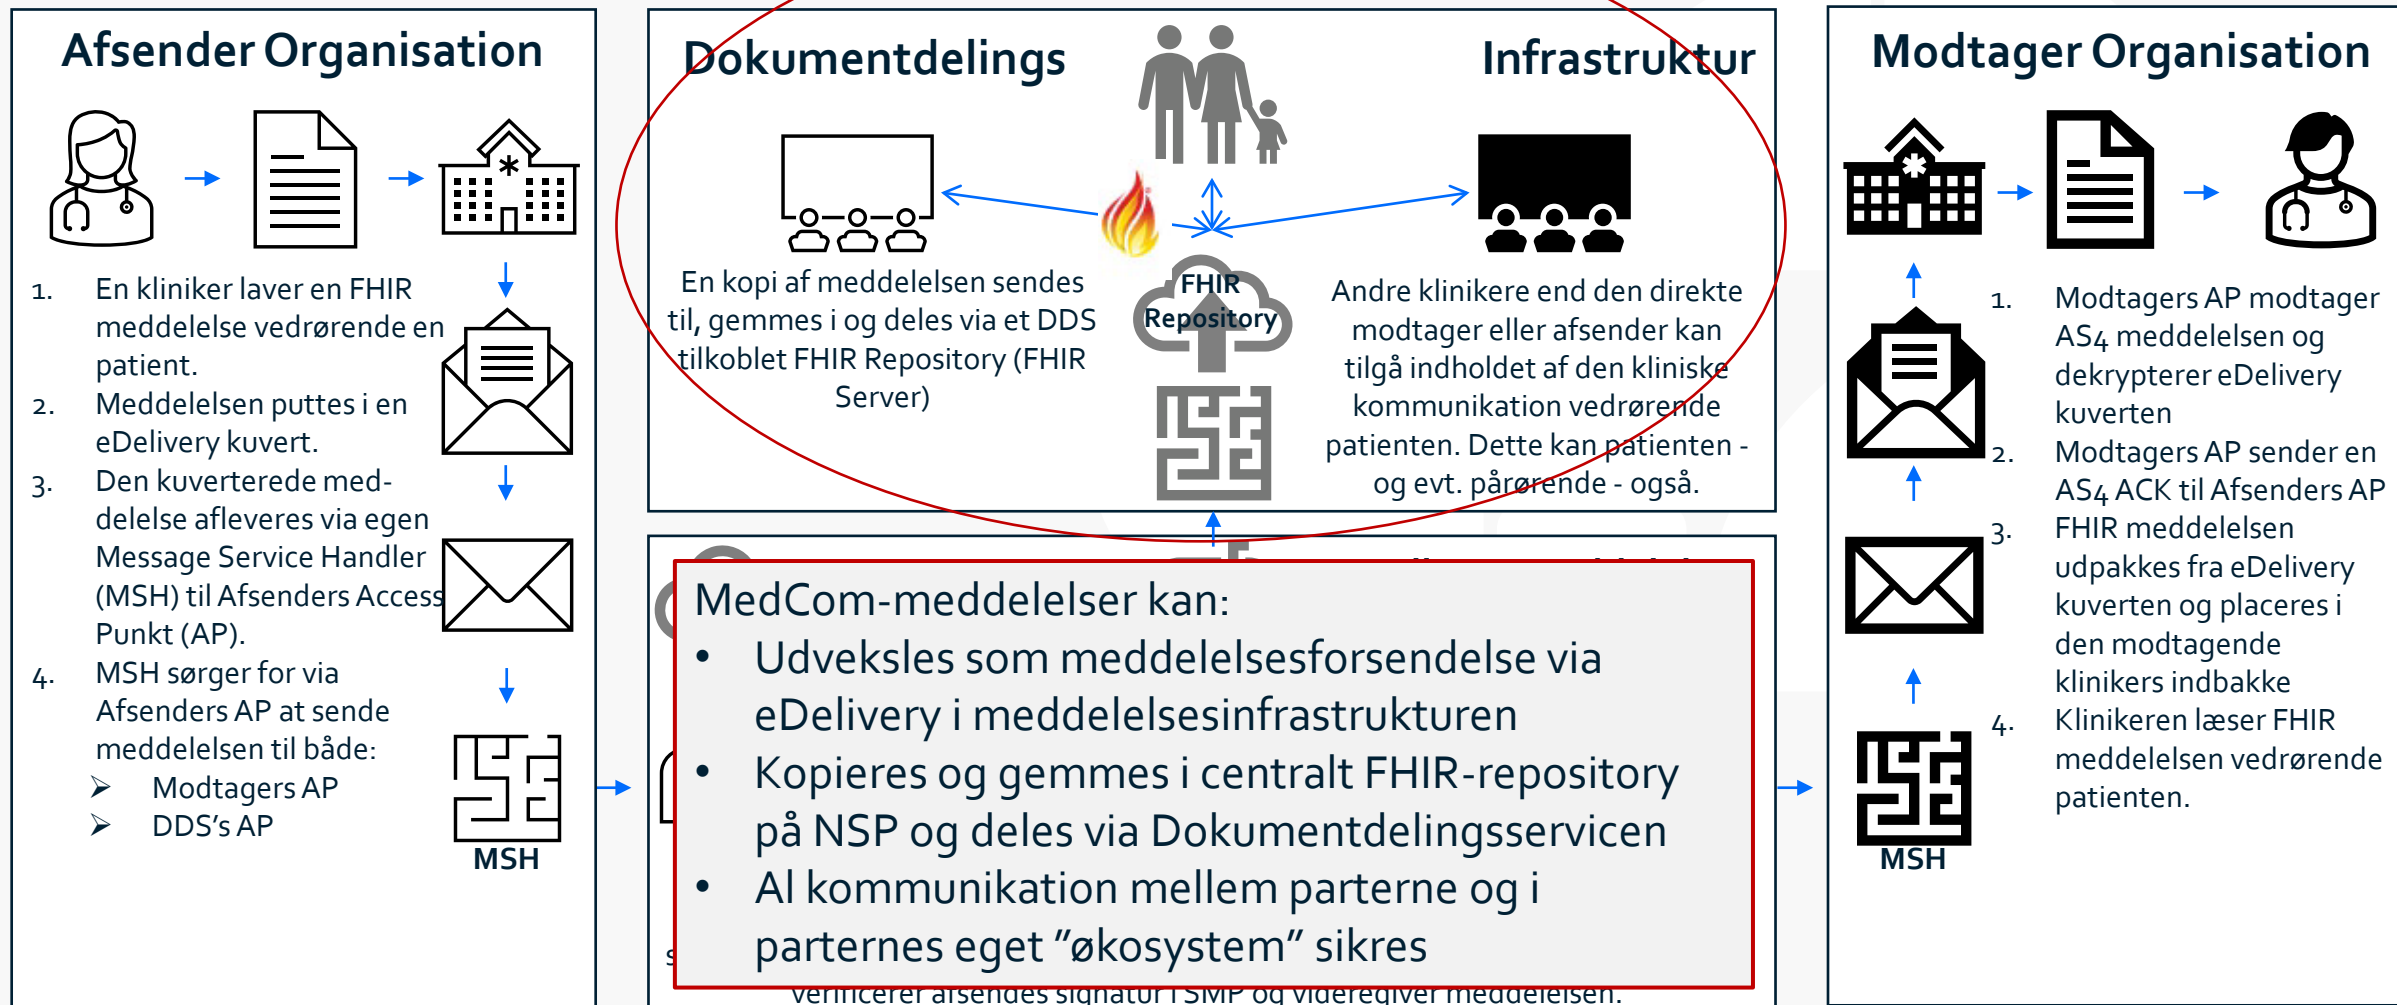 Afsender Organisation
1. En kliniker laver en FHIR
meddelelse vedrørende en
patient.
2. Meddelelsen puttes i en
eDelivery kuvert.
3. Den kuverterede med-
delelse afleveres via egen
Message Service Handler
(MSH) til Afsenders Access
Punkt (AP).
4. MSH sørger for via
Afsenders AP at sende
meddelelsen til både:
➢ Modtagers AP
➢ DDS's AP
MSH
Dokumentdelings Infrastruktur
En kopi af meddelelsen sendes
til, gemmes i og deles via et DDS
tilkoblet FHIR Repository (FHIR
Server)
FHIR
Repository
Andre klinikere end den direkte
modtager eller afsender kan
tilgå indholdet af den kliniske
kommunikation vedrørende
patienten. Dette kan patienten -
og evt. pårørende - også.
MedCom-meddelelser kan:
• Udveksles som meddelelsesforsendelse via
eDelivery i meddelelsesinfrastrukturen
• Kopieres og gemmes i centralt FHIR-repository
på NSP og deles via Dokumentdelingsservicen
• Al kommunikation mellem parterne og i
parternes eget ”økosystem” sikres
verificerer afsendes signatur i SMP og videregiver meddelelsen.
Modtager Organisation
1. Modtagers AP modtager
AS4 meddelelsen og
dekrypterer eDelivery
kuverten
2. Modtagers AP sender en
AS4 ACK til Afsenders AP
3. FHIR meddelelsen
udpakkes fra eDelivery
kuverten og placeres i
den modtagende
klinikers indbakke
4. Klinikeren læser FHIR
meddelelsen vedrørende
patienten.
MSH